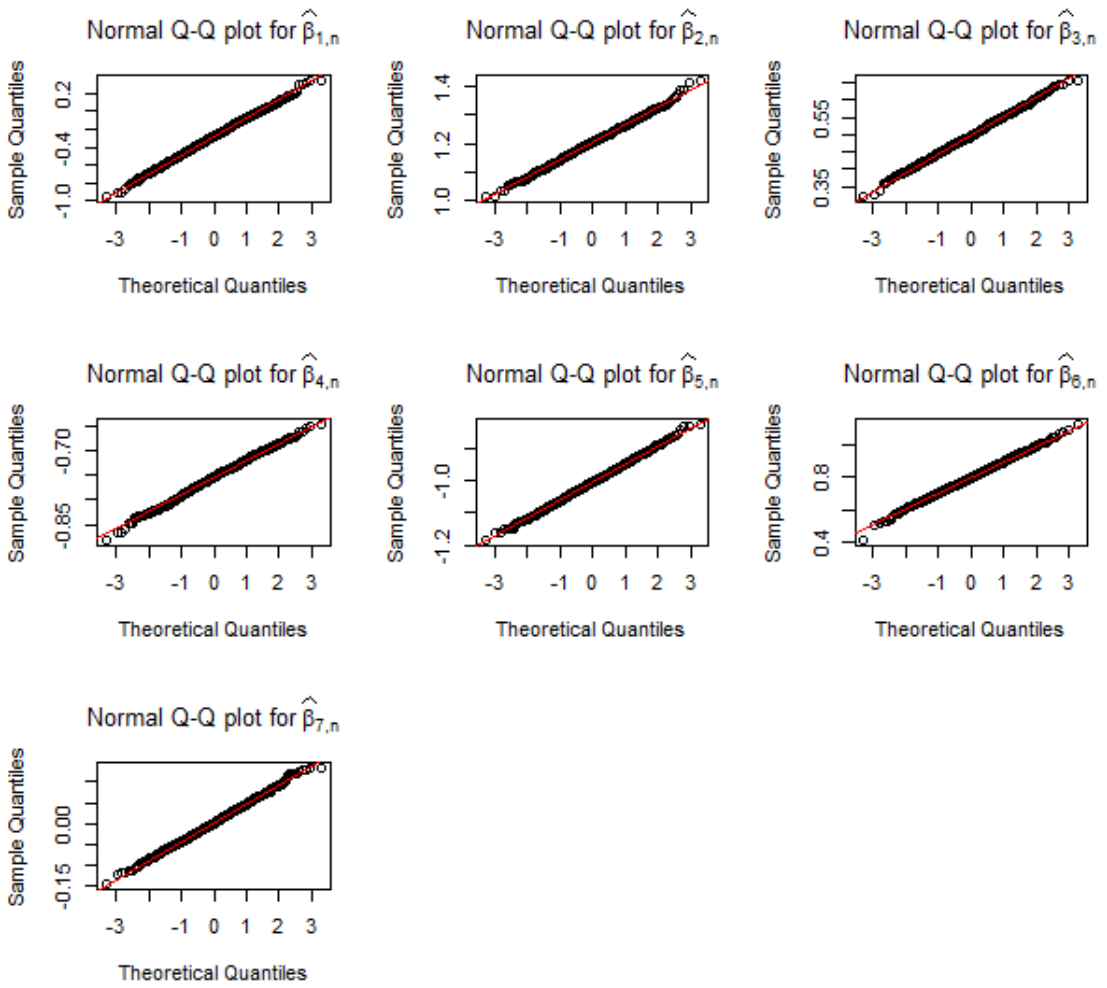 Normal Q-Q plot for β̂1,n
Sample Quantiles
-1.0 -0.4 0.2
-3 -1 0 1 2 3
Theoretical Quantiles
Normal Q-Q plot for β̂2,n
Sample Quantiles
1.0 1.2 1.4
-3 -1 0 1 2 3
Theoretical Quantiles
Normal Q-Q plot for β̂3,n
Sample Quantiles
0.35 0.55
-3 -1 0 1 2 3
Theoretical Quantiles
Normal Q-Q plot for β̂4,n
Sample Quantiles
-0.85 -0.70
-3 -1 0 1 2 3
Theoretical Quantiles
Normal Q-Q plot for β̂5,n
Sample Quantiles
-1.2 -1.0
-3 -1 0 1 2 3
Theoretical Quantiles
Normal Q-Q plot for β̂6,n
Sample Quantiles
0.4 0.8
-3 -1 0 1 2 3
Theoretical Quantiles
Normal Q-Q plot for β̂7,n
Sample Quantiles
-0.15 0.00
-3 -1 0 1 2 3
Theoretical Quantiles